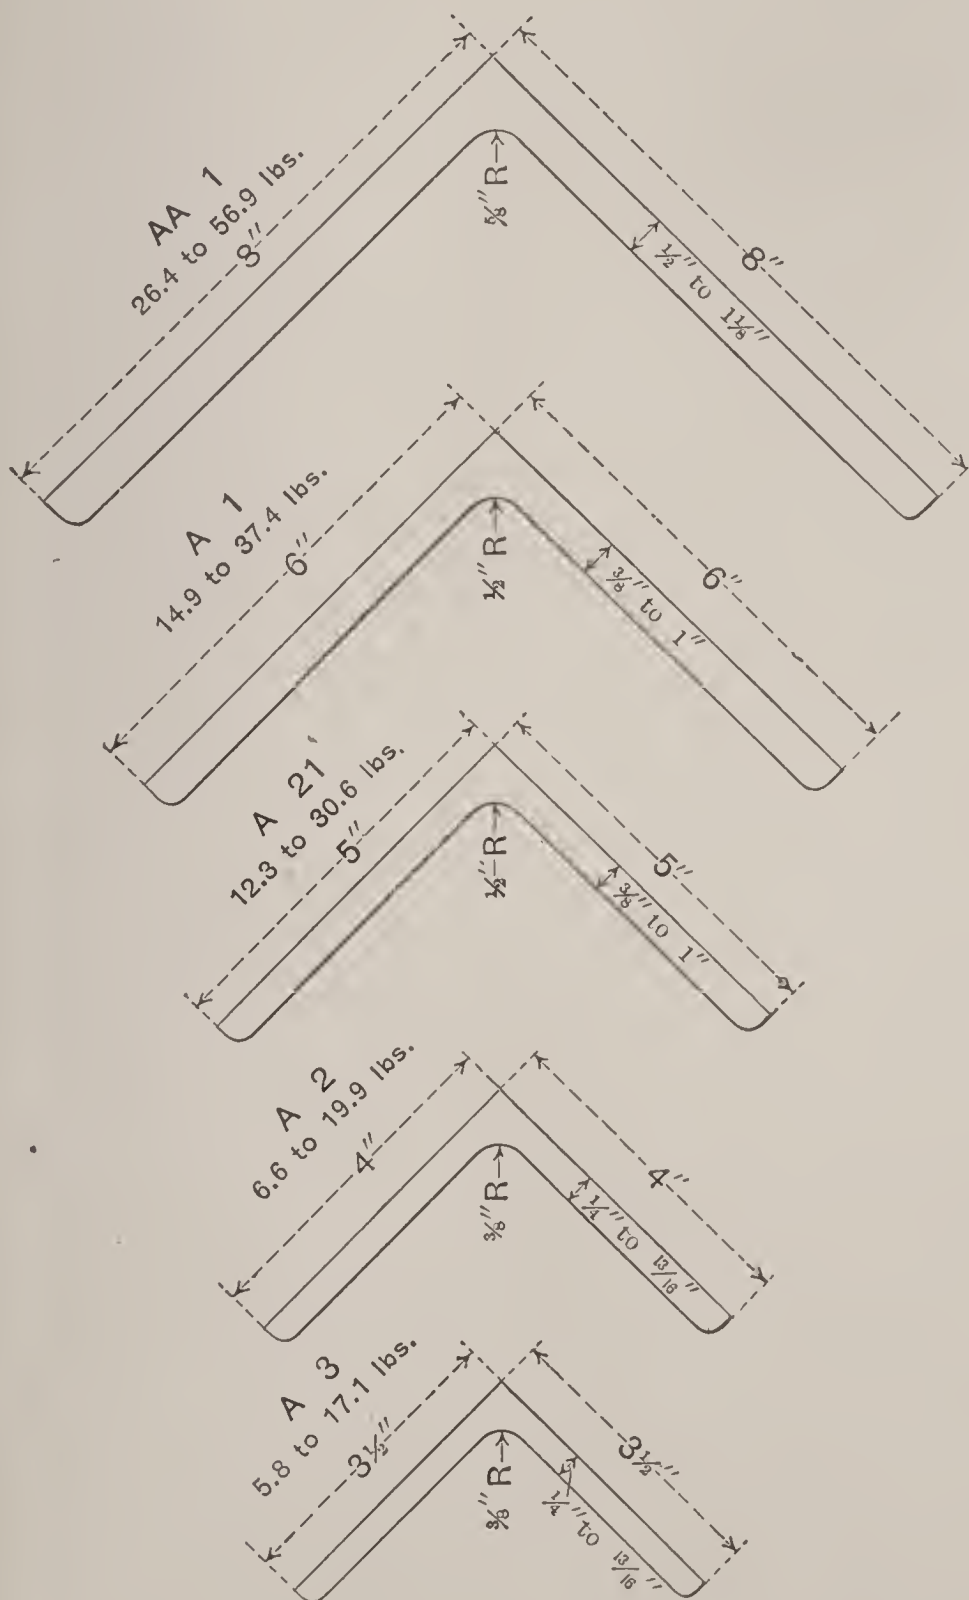 AA 1
26.4 to 56.9 lbs.
8″
⅝″ R
½″ to 1⅛″
8″
A 1
14.9 to 37.4 lbs.
6″
½″ R
⅜″ to 1″
6″
A 21
12.3 to 30.6 lbs.
5″
½″ R
⅜″ to 1″
5″
A 2
6.6 to 19.9 lbs.
4″
⅜″ R
¼″ to 13/16″
4″
A 3
5.8 to 17.1 lbs.
3½″
⅜″ R
¼″ to 13/16″
3½″